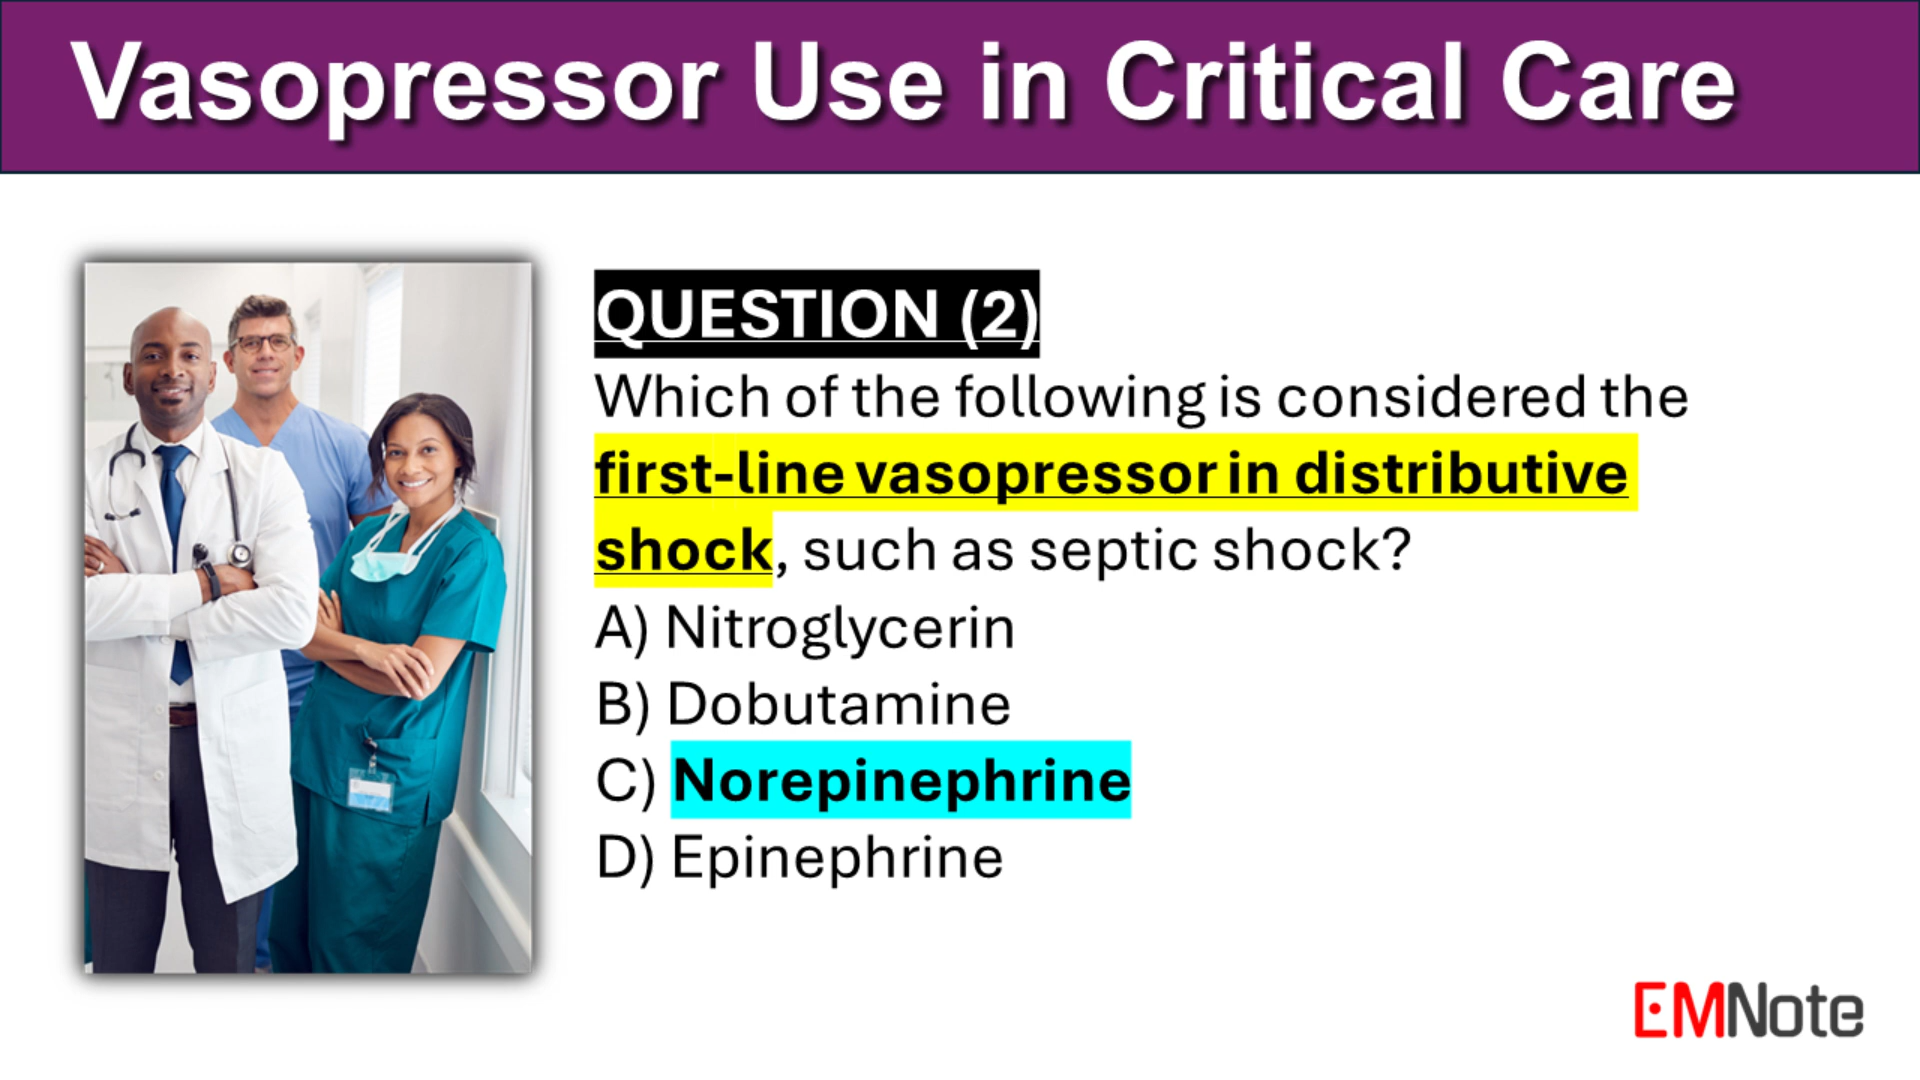 Vasopressor Use in Critical Care
QUESTION (2)
Which of the following is considered the
first-line vasopressor in distributive
shock, such as septic shock?
A) Nitroglycerin
B) Dobutamine
C) Norepinephrine
D) Epinephrine
EMNote